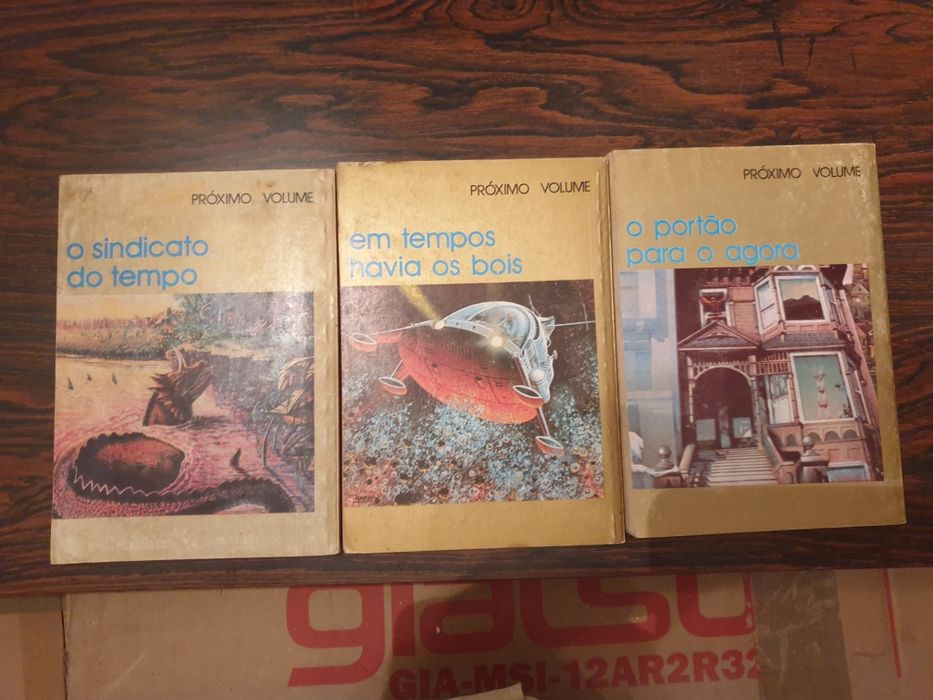 PRÓXIMO VOLUME
o sindicato
do tempo
PRÓXIMO VOLUME
em tempos
havia os bois
PRÓXIMO VOLUME
o portão
para o agora
giatsu
GIA-MSI-12AR2R32